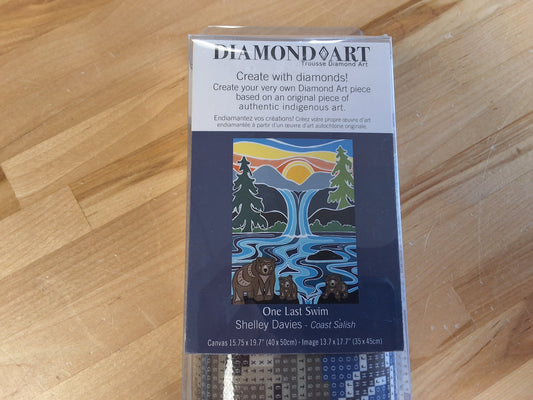 DIAMOND♦ART
Truusse Diamond Art
Create with diamonds!
Create your very own Diamond Art piece
based on an original piece of
authentic indigenous art.
Endiamantez vos créations! Créez votre propre œuvre d'art
endiamantée à partir d'un œuvre d'art autochtone originale.
One Last Swim
Shelley Davies - Coast Salish
Canvas 15.75 x 19.7" (40 x 50cm) - Image 13.7 x 17.7" (35 x 45cm)